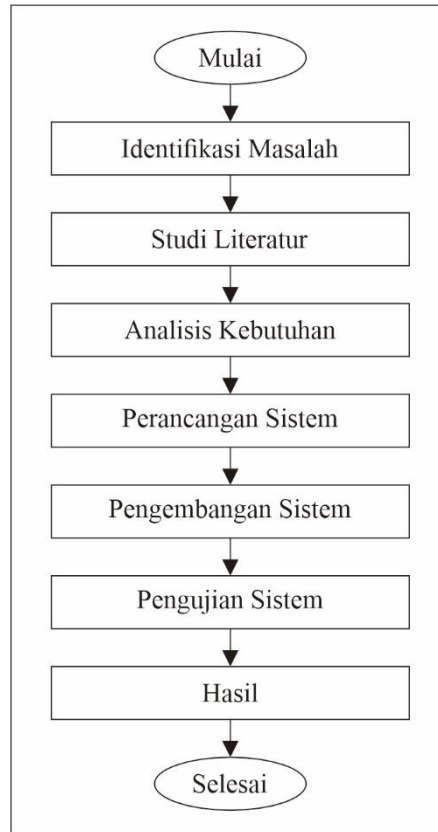 Mulai
Identifikasi Masalah
Studi Literatur
Analisis Kebutuhan
Perancangan Sistem
Pengembangan Sistem
Pengujian Sistem
Hasil
Selesai